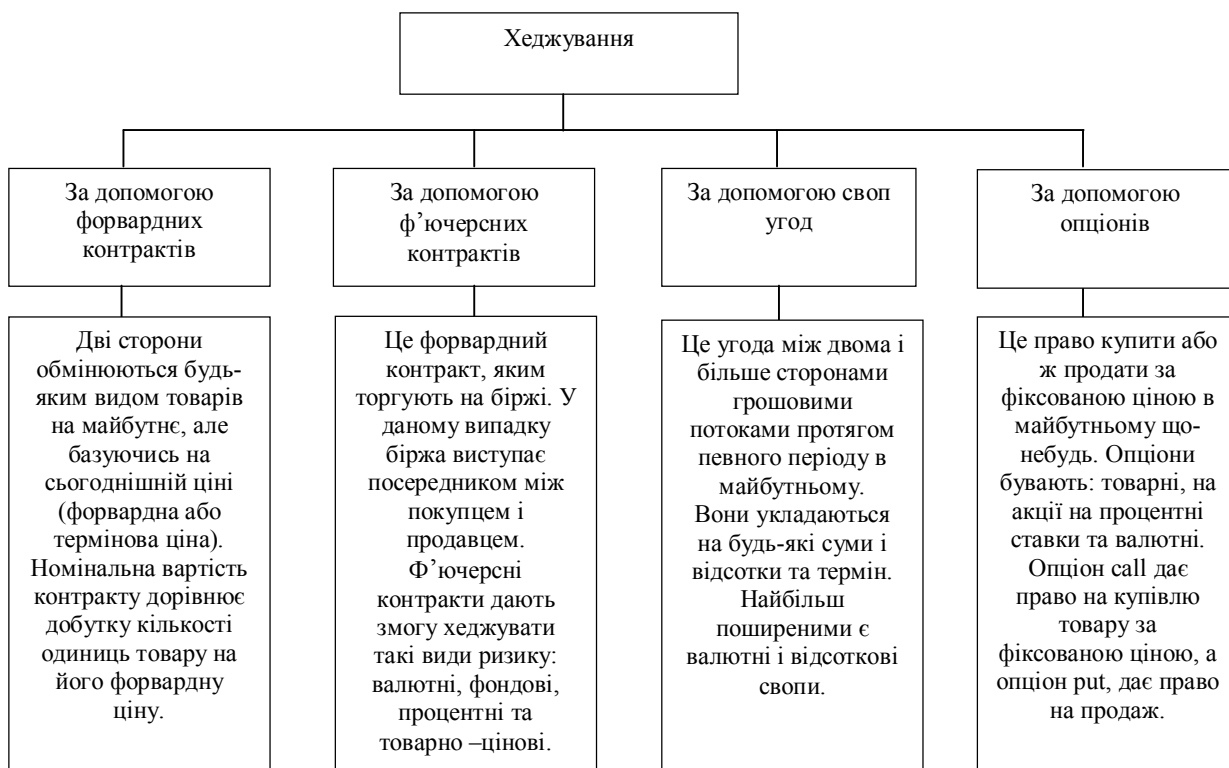 Хеджування
За допомогою
форвардних
контрактів
За допомогою
ф’ючерсних
контрактів
За допомогою своп
угод
За допомогою
опціонів
Дві сторони
обмінюються будь-
яким видом товарів
на майбутнє, але
базуючись на
сьогоднішній ціні
(форвардна або
термінова ціна).
Номінальна вартість
контракту дорівнює
добутку кількості
одиниць товару на
його форвардну
ціну.
Це форвардний
контракт, яким
торгують на біржі. У
даному випадку
біржа виступає
посередником між
покупцем і
продавцем.
Ф’ючерсні
контракти дають
змогу хеджувати
такі види ризику:
валютні, фондові,
процентні та
товарно –цінові.
Це угода між двома і
більше сторонами
грошовими
потоками протягом
певного періоду в
майбутньому.
Вони укладаються
на будь-які суми і
відсотки та термін.
Найбільш
поширеними є
валютні і відсоткові
свопи.
Це право купити або
ж продати за
фіксованою ціною в
майбутньому що-
небудь. Опціони
бувають: товарні, на
акції на процентні
ставки та валютні.
Опціон call дає
право на купівлю
товару за
фіксованою ціною, а
опціон put, дає право
на продаж.